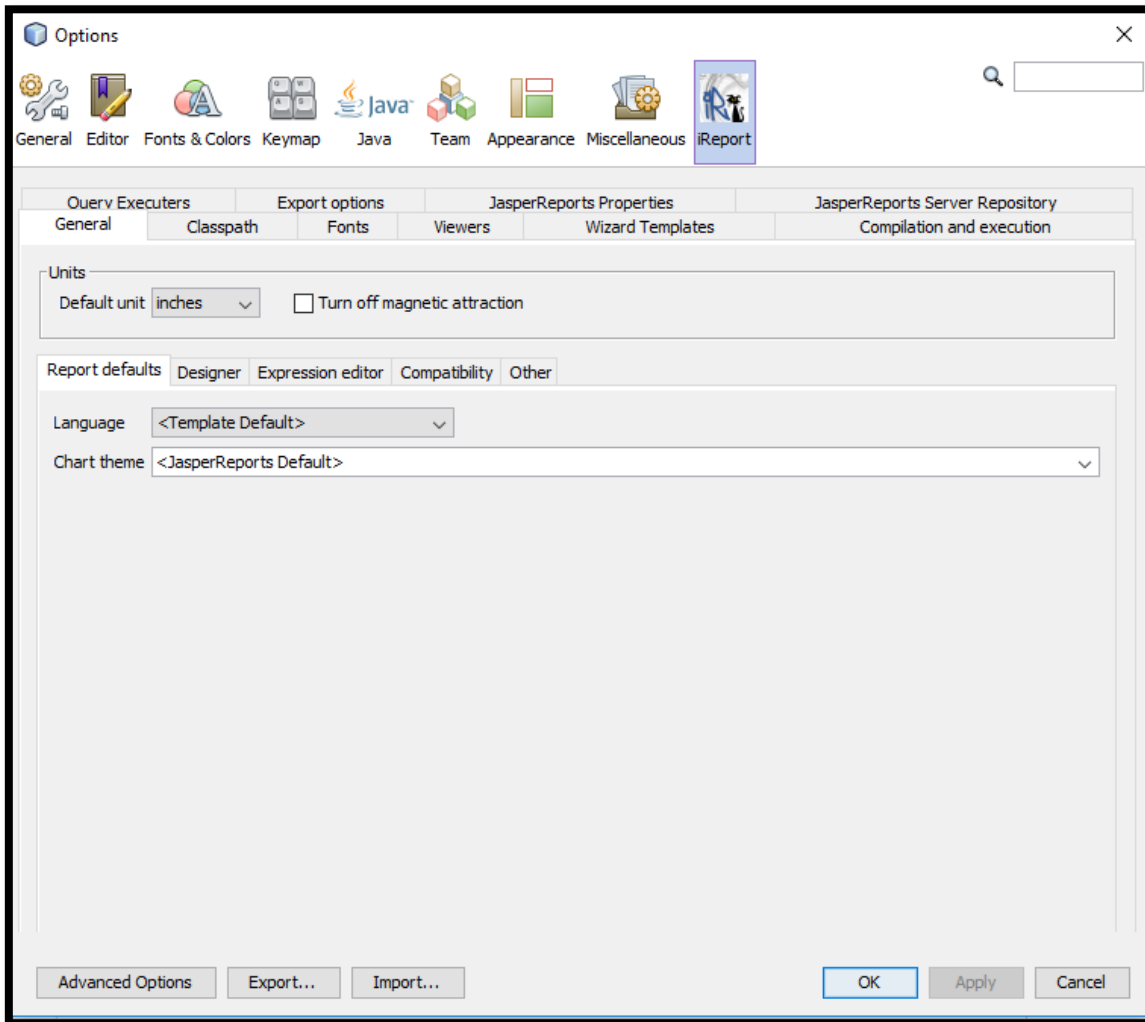 Options
Java
General Editor Fonts & Colors Keymap Java Team Appearance Miscellaneous iReport
Query Executers Export options JasperReports Properties JasperReports Server Repository
General Classpath Fonts Viewers Wizard Templates Compilation and execution
Units
Default unit inches Turn off magnetic attraction
Report defaults Designer Expression editor Compatibility Other
Language <Template Default>
Chart theme <JasperReports Default>
Advanced Options Export... Import... OK Apply Cancel